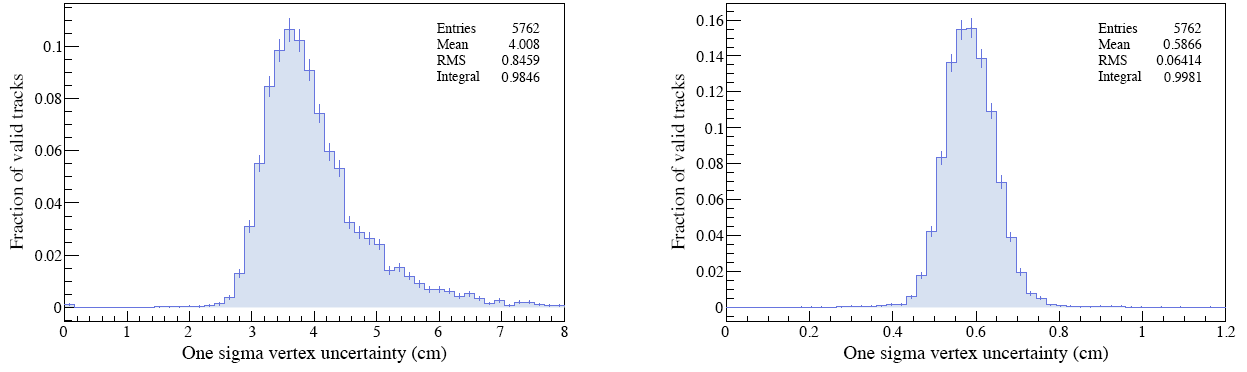 Fraction of valid tracks
0.1
0.08
0.06
0.04
0.02
0
Entries 5762
Mean 4.008
RMS 0.8459
Integral 0.9846
0 1 2 3 4 5 6 7 8
One sigma vertex uncertainty (cm)
Fraction of valid tracks
0.16
0.14
0.12
0.1
0.08
0.06
0.04
0.02
0
Entries 5762
Mean 0.5866
RMS 0.06414
Integral 0.9981
0 0.2 0.4 0.6 0.8 1 1.2
One sigma vertex uncertainty (cm)